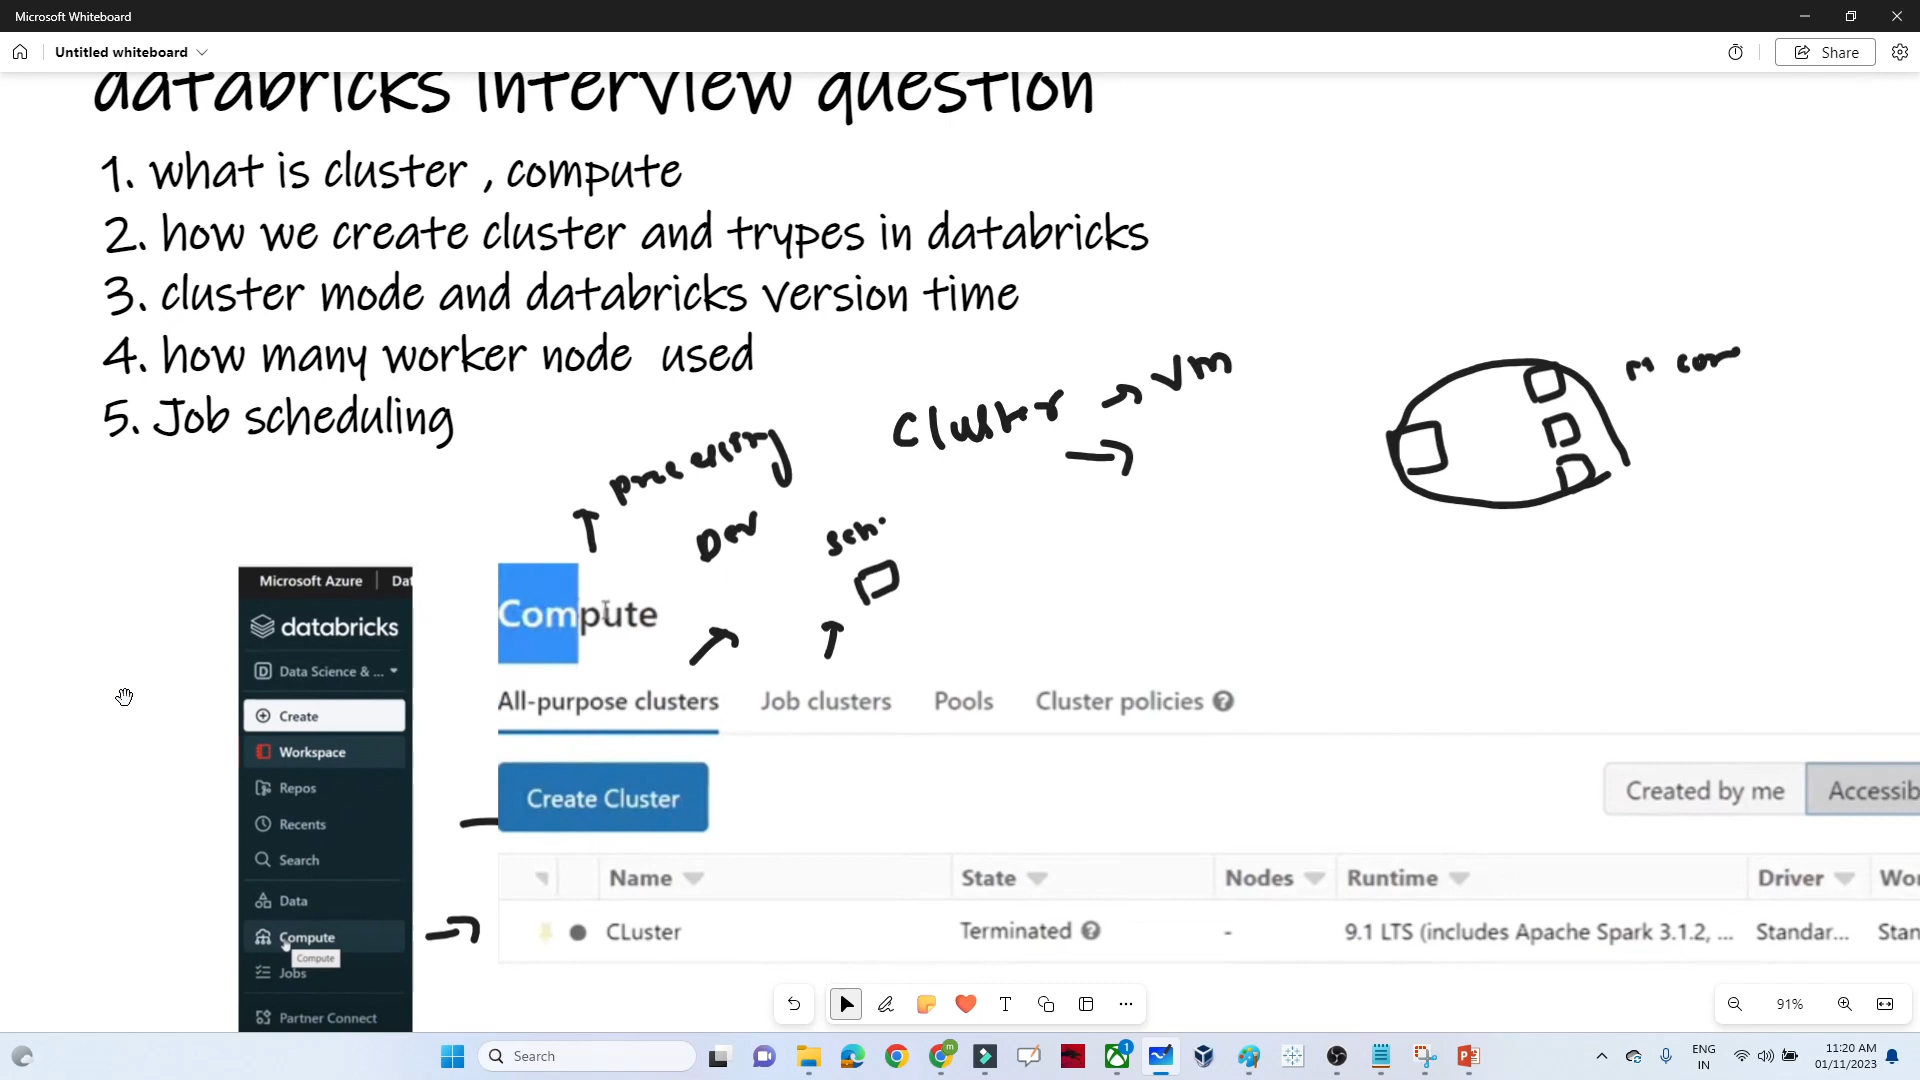 Microsoft Whiteboard
Untitled whiteboard
Share
databricks interview question
1. what is cluster , compute
2. how we create cluster and trypes in databricks
3. cluster mode and databricks version time
4. how many worker node used
5. Job scheduling
Cluster → VM
processing
Dev
sch.
Microsoft Azure
databricks
Data Science & ...
Create
Workspace
Repos
Recents
Search
Data
Compute
Compute
Jobs
Partner Connect
Compute
All-purpose clusters Job clusters Pools Cluster policies ?
Create Cluster
Created by me
Name State Nodes Runtime Driver
CLuster Terminated ? - 9.1 LTS (includes Apache Spark 3.1.2, ... Standar...
91%
Search
m
1
ENG
IN
11:20 AM
01/11/2023